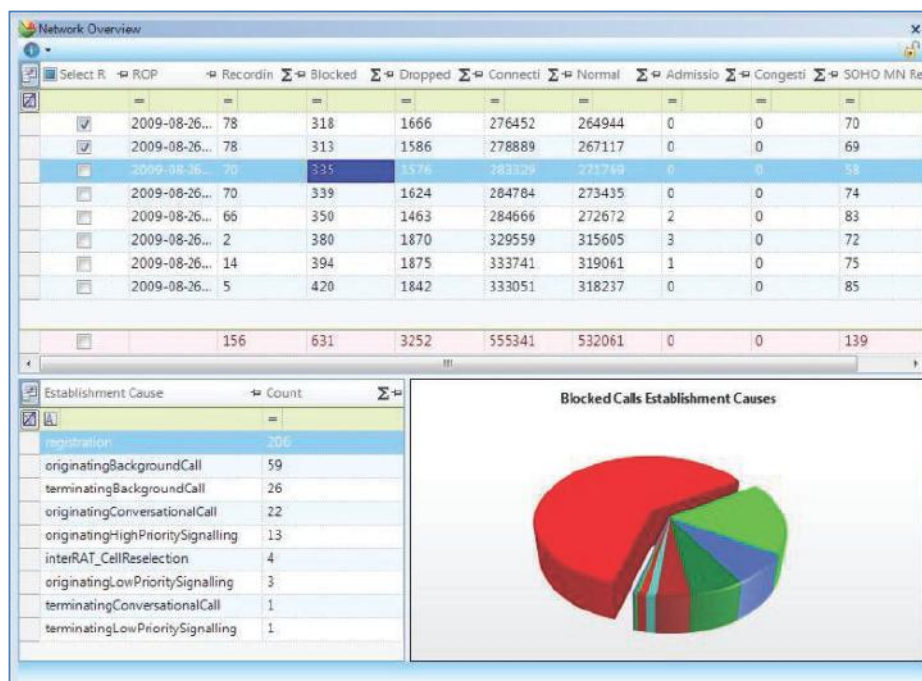 Network Overview
Select R ROP Recordin Σ Blocked Σ Dropped Σ Connecti Σ Normal Σ Admissio Σ Congesti Σ SOHO MN Re
= = = = = = = = =
2009-08-26... 78 318 1666 276452 264944 0 0 70
2009-08-26... 78 313 1586 278889 267117 0 0 69
2009-08-26... 70 335 1576 283329 271769 0 0 58
2009-08-26... 70 339 1624 284784 273435 0 0 74
2009-08-26... 66 350 1463 284666 272672 2 0 83
2009-08-26... 2 380 1870 329559 315605 3 0 72
2009-08-26... 14 394 1875 333741 319061 1 0 75
2009-08-26... 5 420 1842 333051 318237 0 0 85
156 631 3252 555341 532061 0 0 139
Establishment Cause Count Σ
A =
registration 206
originatingBackgroundCall 59
terminatingBackgroundCall 26
originatingConversationalCall 22
originatingHighPrioritySignalling 13
interRAT_CellReselection 4
originatingLowPrioritySignalling 3
terminatingConversationalCall 1
terminatingLowPrioritySignalling 1
Blocked Calls Establishment Causes